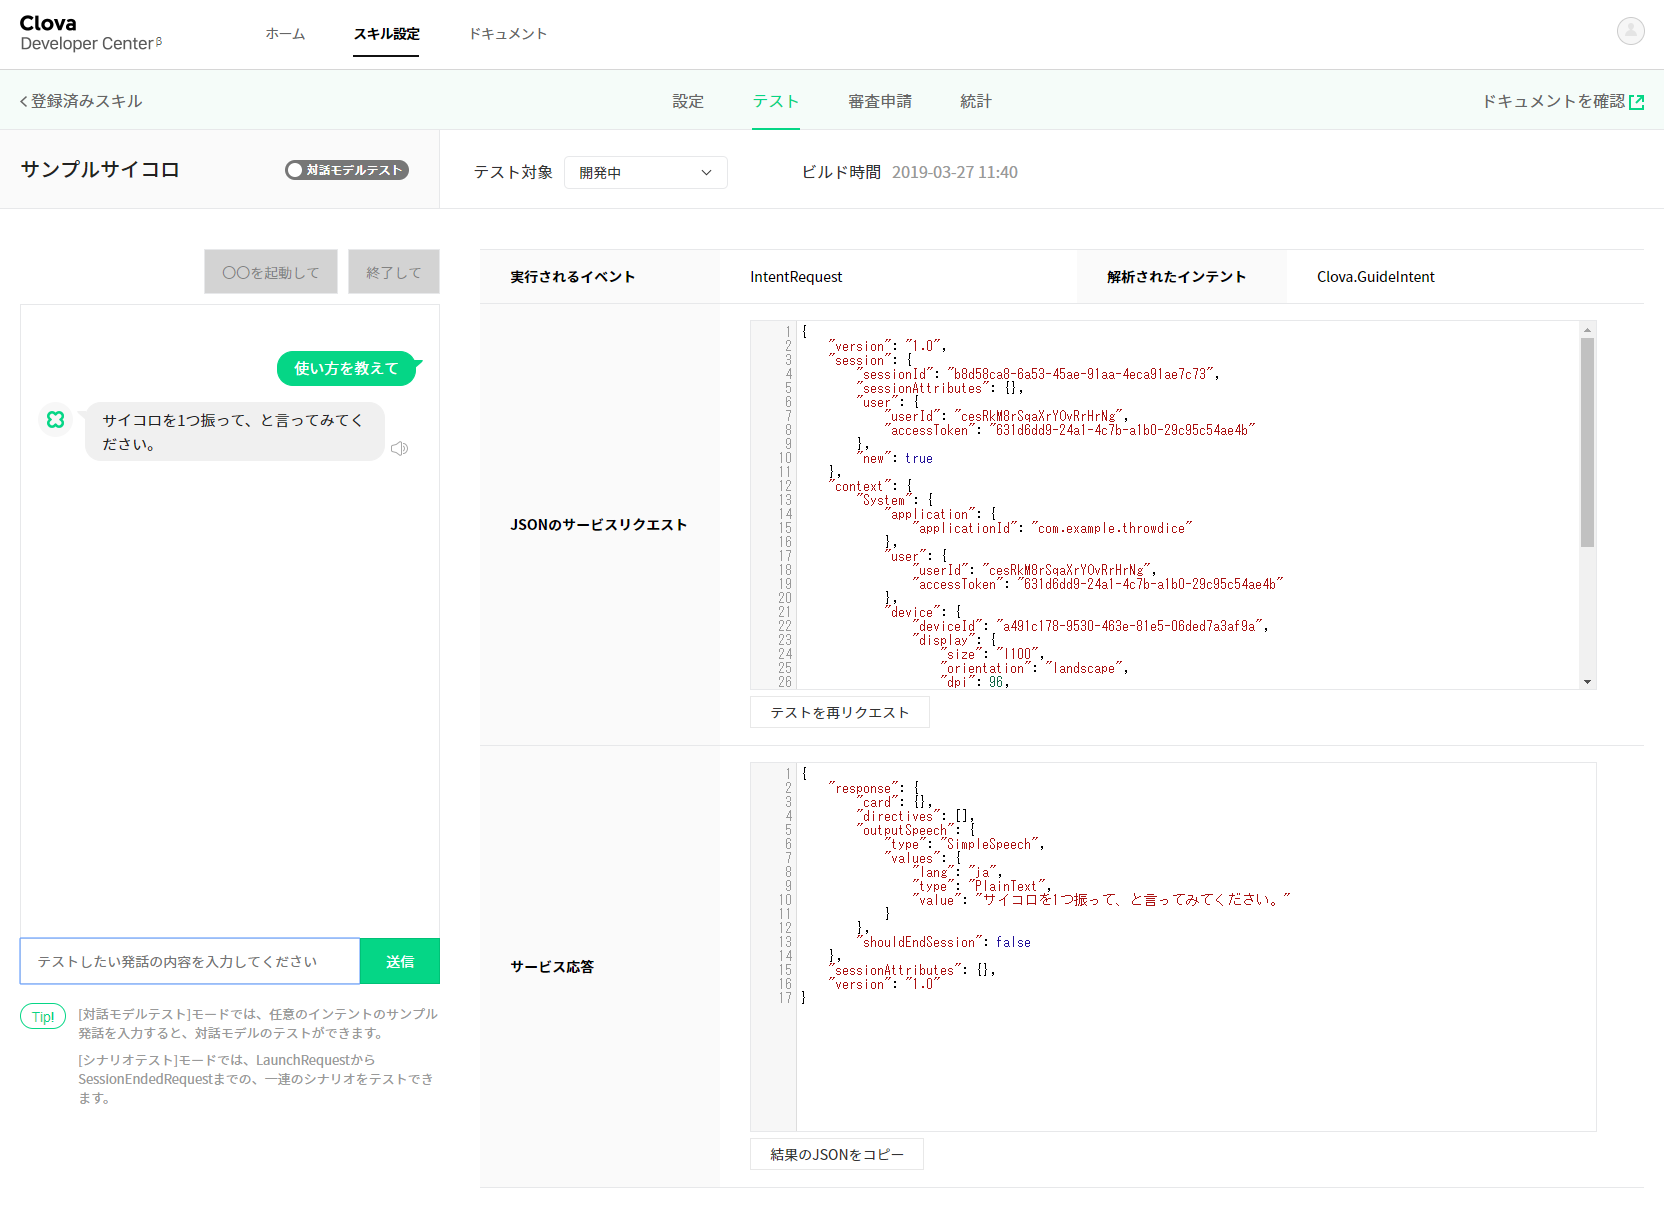 Clova
Developer Center β
ホーム
スキル設定
ドキュメント
登録済みスキル
設定
テスト
審査申請
統計
ドキュメントを確認
サンプルサイコロ
対話モデルテスト
テスト対象
開発中
ビルド時間 2019-03-27 11:40
〇〇を起動して
終了して
使い方を教えて
サイコロを1つ振って、と言ってみてく
ださい。
テストしたい発話の内容を入力してください
送信
Tip!
[対話モデルテスト]モードでは、任意のインテントのサンプル
発話を入力すると、対話モデルのテストができます。
[シナリオテスト]モードでは、LaunchRequestから
SessionEndedRequestまでの、一連のシナリオをテストでき
ます。
実行されるイベント
IntentRequest
解析されたインテント
Clova.GuideIntent
JSONのサービスリクエスト
1 {
2 "version": "1.0",
3 "session": {
4 "sessionId": "b8d58ca8-6a53-45ae-91aa-4eca91ae7c73",
5 "sessionAttributes": {},
6 "user": {
7 "userId": "cesRkM8rSqaXrYOvRrHrNg",
8 "accessToken": "631d6dd9-24a1-4c7b-a1b0-29c95c54ae4b"
9 },
10 "new": true
11 },
12 "context": {
13 "System": {
14 "application": {
15 "applicationId": "com.example.throwdice"
16 },
17 "user": {
18 "userId": "cesRkM8rSqaXrYOvRrHrNg",
19 "accessToken": "631d6dd9-24a1-4c7b-a1b0-29c95c54ae4b"
20 },
21 "device": {
22 "deviceId": "a491c178-9530-463e-81e5-06ded7a3af9a",
23 "display": {
24 "size": "l100",
25 "orientation": "landscape",
26 "dpi": 96,
テストを再リクエスト
サービス応答
1 {
2 "response": {
3 "card": {},
4 "directives": [],
5 "outputSpeech": {
6 "type": "SimpleSpeech",
7 "values": {
8 "lang": "ja",
9 "type": "PlainText",
10 "value": "サイコロを1つ振って、と言ってみてください。"
11 }
12 },
13 "shouldEndSession": false
14 },
15 "sessionAttributes": {},
16 "version": "1.0"
17 }
結果のJSONをコピー